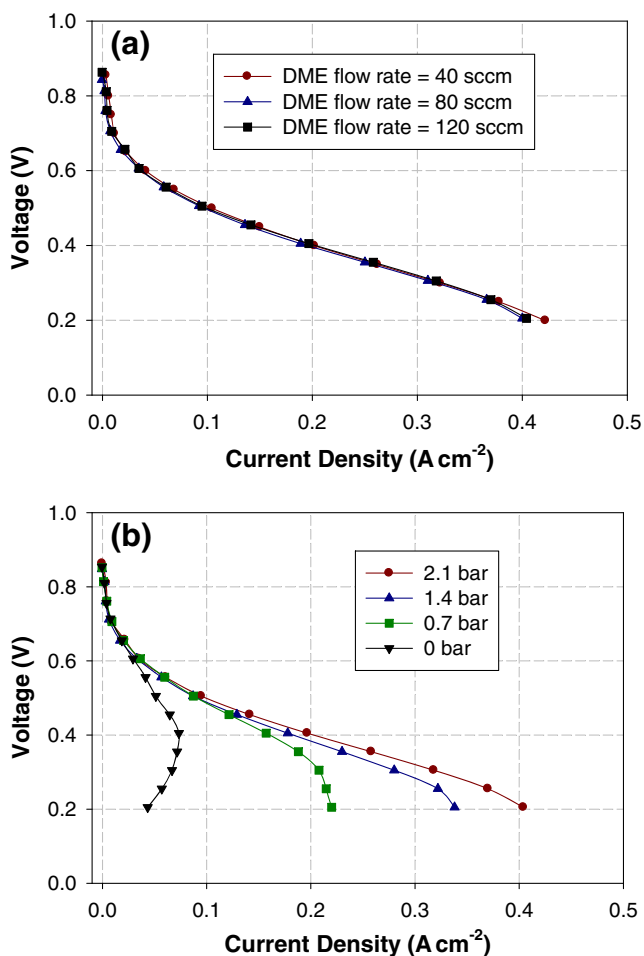 (a)
DME flow rate = 40 sccm
DME flow rate = 80 sccm
DME flow rate = 120 sccm
Voltage (V)
1.0
0.8
0.6
0.4
0.2
0.0
0.0 0.1 0.2 0.3 0.4 0.5
Current Density (A cm⁻²)
(b)
2.1 bar
1.4 bar
0.7 bar
0 bar
Voltage (V)
1.0
0.8
0.6
0.4
0.2
0.0
0.0 0.1 0.2 0.3 0.4 0.5
Current Density (A cm⁻²)